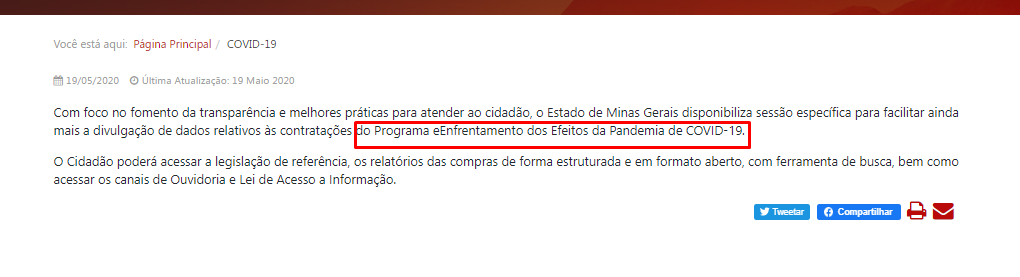 Você está aqui: Página Principal / COVID-19
19/05/2020 Última Atualização: 19 Maio 2020
Com foco no fomento da transparência e melhores práticas para atender ao cidadão, o Estado de Minas Gerais disponibiliza sessão específica para facilitar ainda
mais a divulgação de dados relativos às contratações do Programa eEnfrentamento dos Efeitos da Pandemia de COVID-19.
O Cidadão poderá acessar a legislação de referência, os relatórios das compras de forma estruturada e em formato aberto, com ferramenta de busca, bem como
acessar os canais de Ouvidoria e Lei de Acesso a Informação.
Tweetar Compartilhar